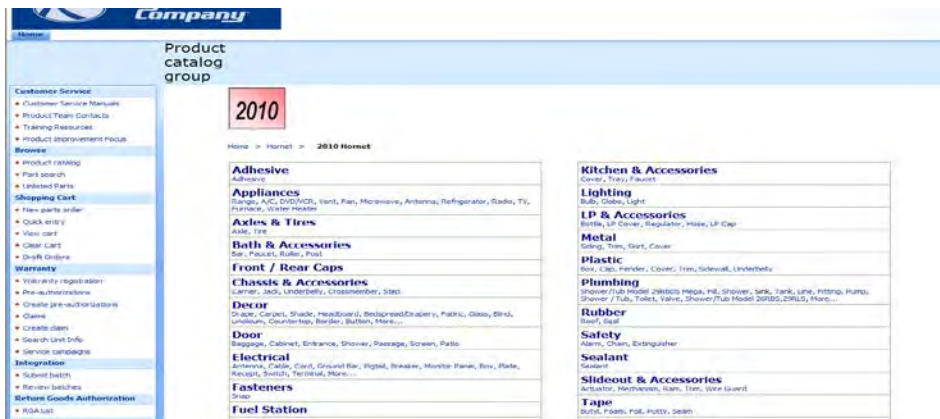 Company
Home
Product
catalog
group
Customer Service
Customer Service Manuals
Product Team Contacts
Training Resources
Product Improvement Focus
Browse
Product catalog
Part search
Unlisted Parts
Shopping Cart
New parts order
Quick entry
View cart
Clear Cart
Draft Orders
Warranty
Warranty registration
Pre-authorizations
Create pre-authorizations
Claims
Create claim
Search Unit Info
Service campaigns
Integration
Submit batch
Review batches
Return Goods Authorization
RGA List
2010
Home > Hornet > 2010 Hornet
Adhesive
Adhesive
Appliances
Range, A/C, DVD/VCR, Vent, Fan, Microwave, Antenna, Refrigerator, Radio, TV,
Furnace, Water Heater
Axles & Tires
Axle, Tire
Bath & Accessories
Bar, Faucet, Roller, Post
Front / Rear Caps
Chassis & Accessories
Carrier, Jack, Underbelly, Crossmember, Step
Decor
Drape, Carpet, Shade, Headboard, Bedspread/Drapery, Fabric, Glass, Blind,
Linoleum, Countertop, Border, Button, More...
Door
Baggage, Cabinet, Entrance, Shower, Passage, Screen, Patio
Electrical
Antenna, Cable, Cord, Ground Bar, Pigtail, Breaker, Monitor Panel, Box, Plate,
Recept, Switch, Terminal, More...
Fasteners
Snap
Fuel Station
Kitchen & Accessories
Cover, Tray, Faucet
Lighting
Bulb, Globe, Light
LP & Accessories
Bottle, LP Cover, Regulator, Hose, LP Cap
Metal
Siding, Trim, Skirt, Cover
Plastic
Box, Cap, Fender, Cover, Trim, Sidewall, Underbelly
Plumbing
Shower/Tub Model Mega, Fill, Shower, Sink, Tank, Line, Fitting, Pump,
Shower / Tub, Toilet, Valve, Shower/Tub Model 26RBS,29RLS, More...
Rubber
Roof, Seal
Safety
Alarm, Chain, Extinguisher
Sealant
Sealant
Slideout & Accessories
Actuator, Mechanism, Ram, Trim, Wire Guard
Tape
Butyl, Foam, Foil, Putty, Seam